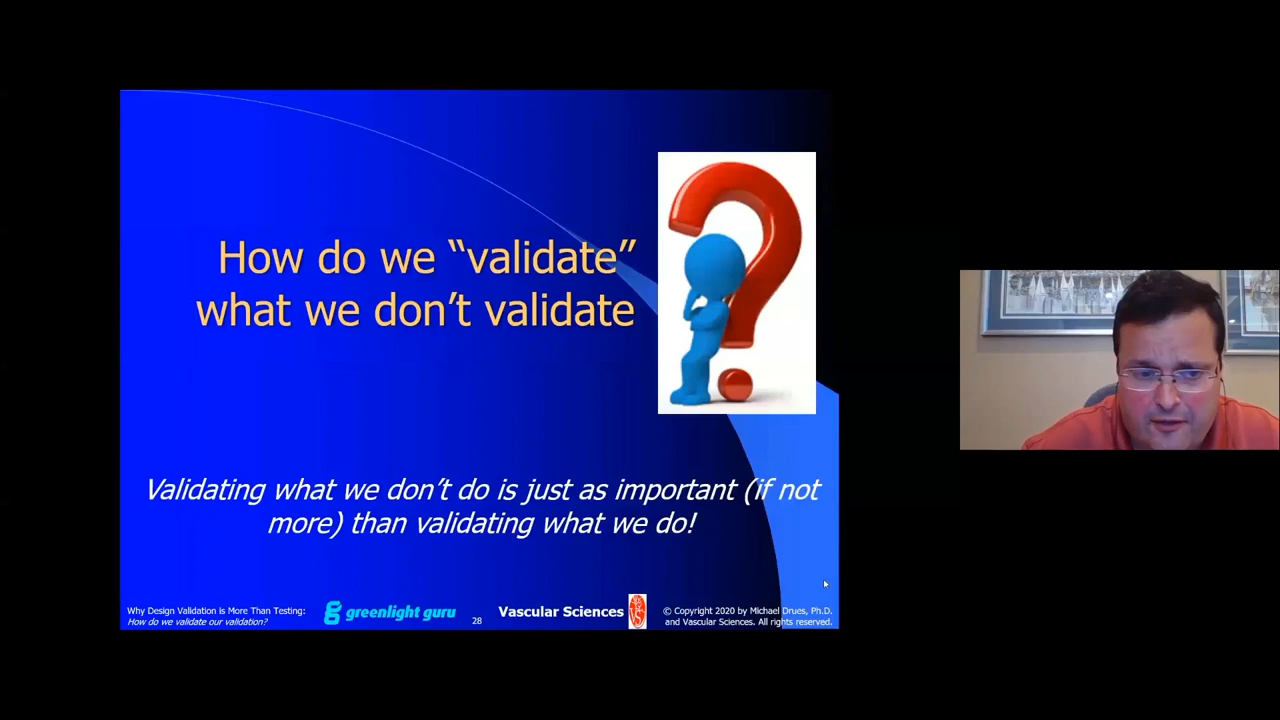 How do we “validate”
what we don’t validate
Validating what we don’t do is just as important (if not
more) than validating what we do!
Why Design Validation is More Than Testing:
How do we validate our validation?
greenlight guru
28
Vascular Sciences
© Copyright 2020 by Michael Drues, Ph.D.
and Vascular Sciences. All rights reserved.